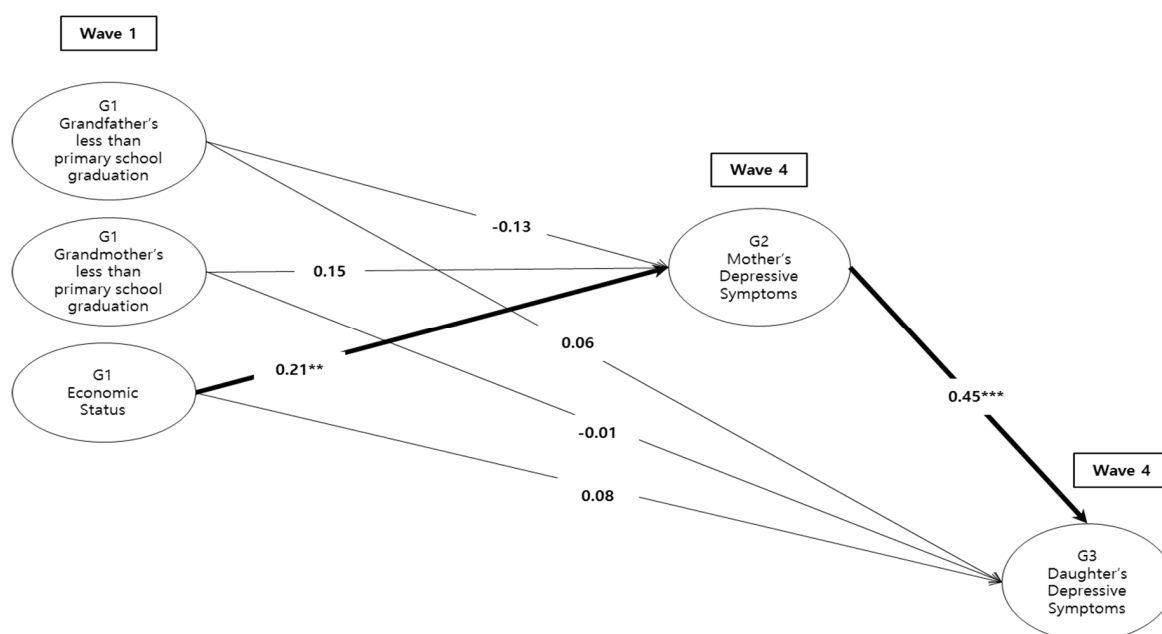 Wave 1
G1
Grandfather's
less than
primary school
graduation
Wave 4
-0.13
G1
Grandmother's
less than
primary school
graduation
0.15
G2
Mother's
Depressive
Symptoms
0.06
G1
Economic
Status
0.21**
0.45***
-0.01
Wave 4
0.08
G3
Daughter's
Depressive
Symptoms